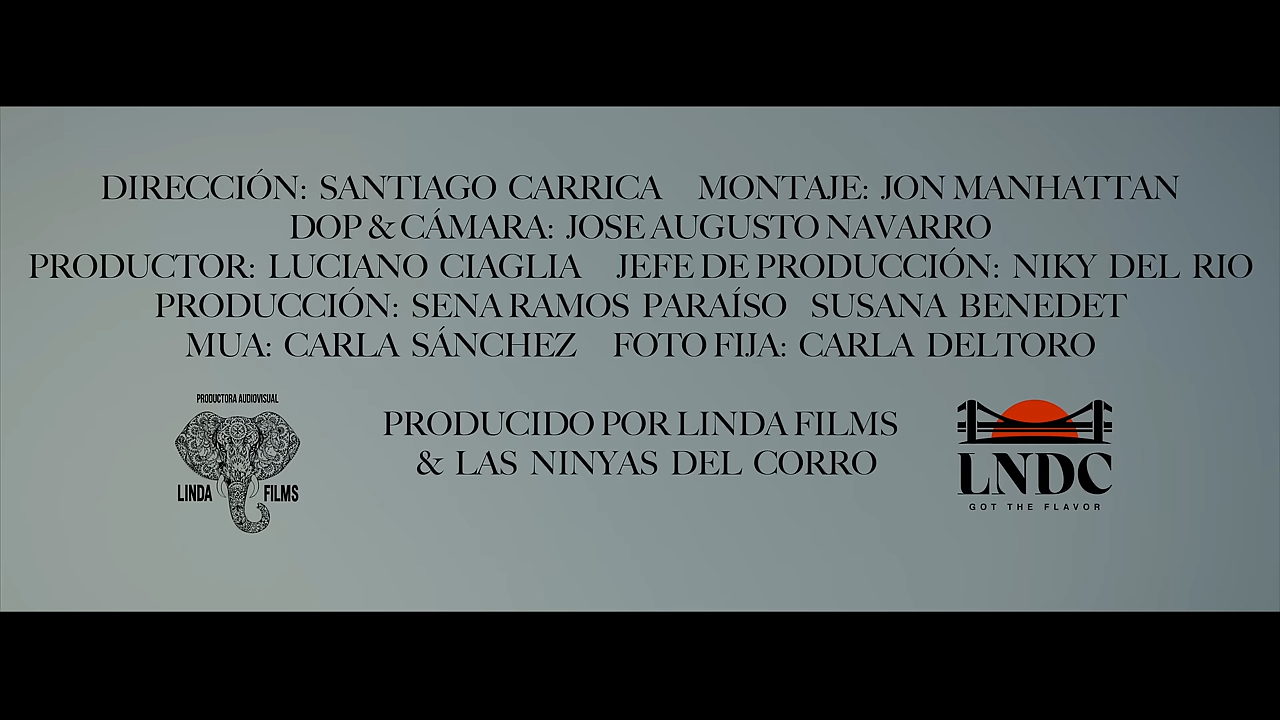 DIRECCIÓN: SANTIAGO CARRICA MONTAJE: JON MANHATTAN
DOP & CÁMARA: JOSE AUGUSTO NAVARRO
PRODUCTOR: LUCIANO CIAGLIA JEFE DE PRODUCCIÓN: NIKY DEL RIO
PRODUCCIÓN: SENA RAMOS PARAÍSO SUSANA BENEDET
MUA: CARLA SÁNCHEZ FOTO FIJA: CARLA DELTORO
PRODUCTORA AUDIOVISUAL
LINDA FILMS
PRODUCIDO POR LINDA FILMS
& LAS NINYAS DEL CORRO
LNDC
GOT THE FLAVOR